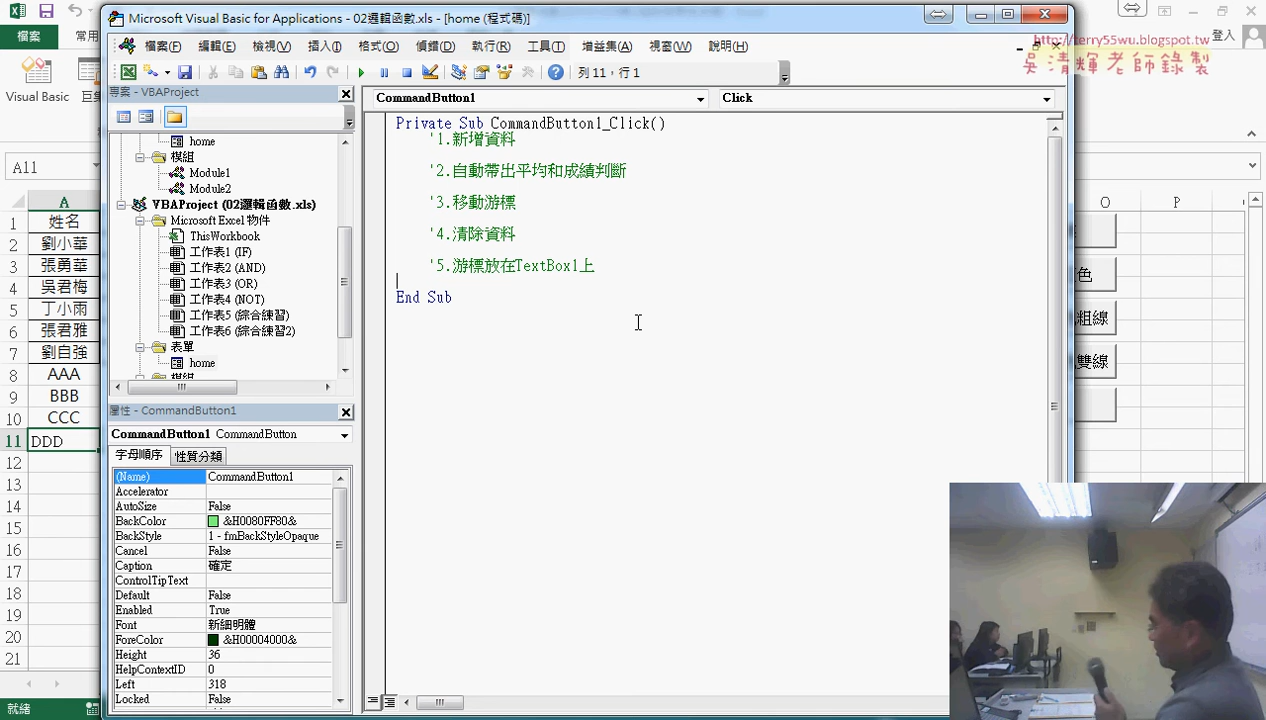 Microsoft Visual Basic for Applications - 02邏輯函數.xls - [home (程式碼)]
http://terry55wu.blogspot.tw
吳清輝老師錄製
登入
檔案
常用
檔案(F) 編輯(E) 檢視(V) 插入(I) 格式(O) 偵錯(D) 執行(R) 工具(T) 增益集(A) 視窗(W) 說明(H)
列 11，行 1
Visual Basic
巨集
專案 - VBAProject
CommandButton1
Click
home
模組
Module1
Module2
VBAProject (02邏輯函數.xls)
Microsoft Excel 物件
ThisWorkbook
工作表1 (IF)
工作表2 (AND)
工作表3 (OR)
工作表4 (NOT)
工作表5 (綜合練習)
工作表6 (綜合練習2)
表單
home
模組
Private Sub CommandButton1_Click()
'1.新增資料
'2.自動帶出平均和成績判斷
'3.移動游標
'4.清除資料
'5.游標放在TextBox1上
End Sub
屬性 - CommandButton1
CommandButton1 CommandButton
字母順序 性質分類
(Name) CommandButton1
Accelerator
AutoSize False
BackColor &H0080FF80&
BackStyle 1 - fmBackStyleOpaque
Cancel False
Caption 確定
ControlTipText
Default False
Enabled True
Font 新細明體
ForeColor &H00004000&
Height 36
HelpContextID 0
Left 318
Locked False
A11
A
1 姓名
2 劉小華
3 張勇華
4 吳君梅
5 丁小雨
6 張君雅
7 劉自強
8 AAA
9 BBB
10 CCC
11 DDD
12
13
14
15
16
17
18
19
20
21
O P
色
粗線
雙線
就緒